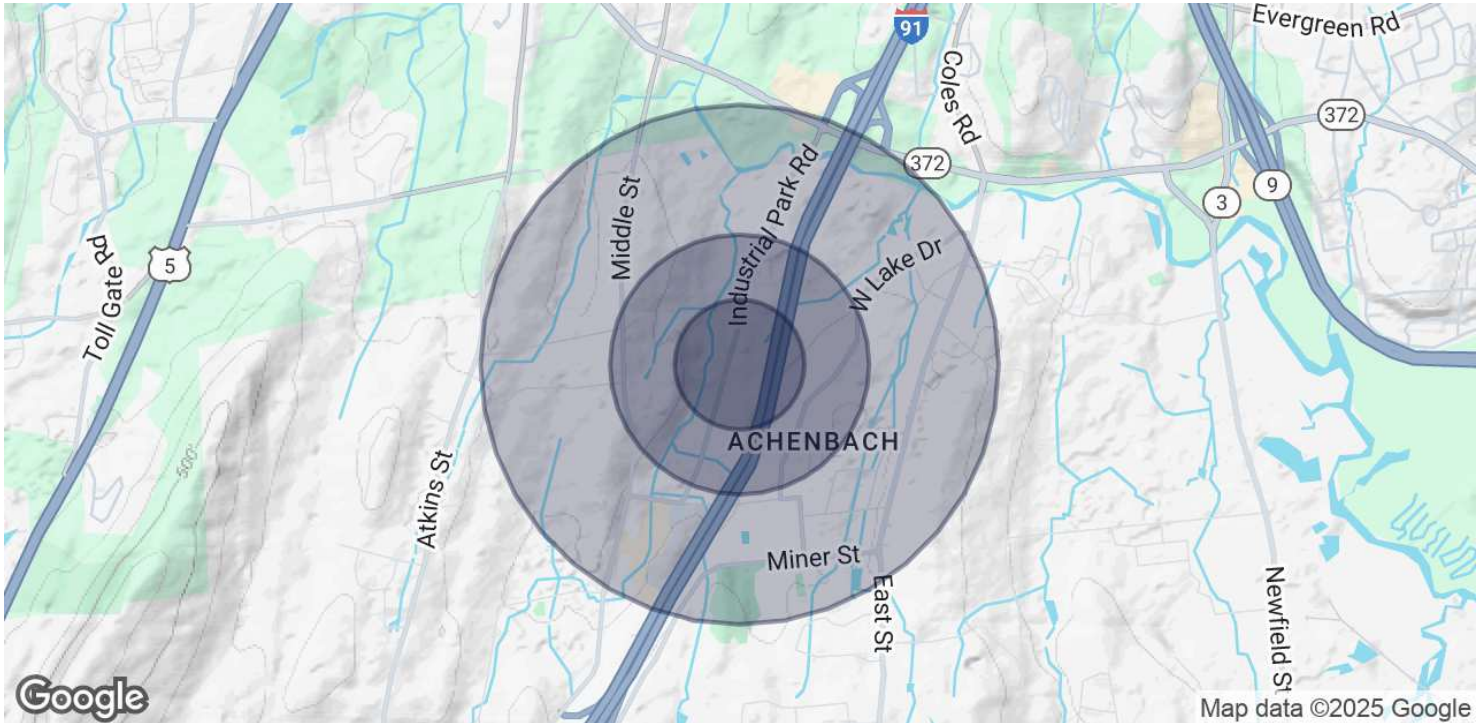 Evergreen Rd
91
Coles Rd
372
372
Industrial Park Rd
Middle St
3
9
Toll Gate Rd
5
W Lake Dr
ACHENBACH
500'
Atkins St
Miner St
East St
Newfield St
Google
Map data ©2025 Google